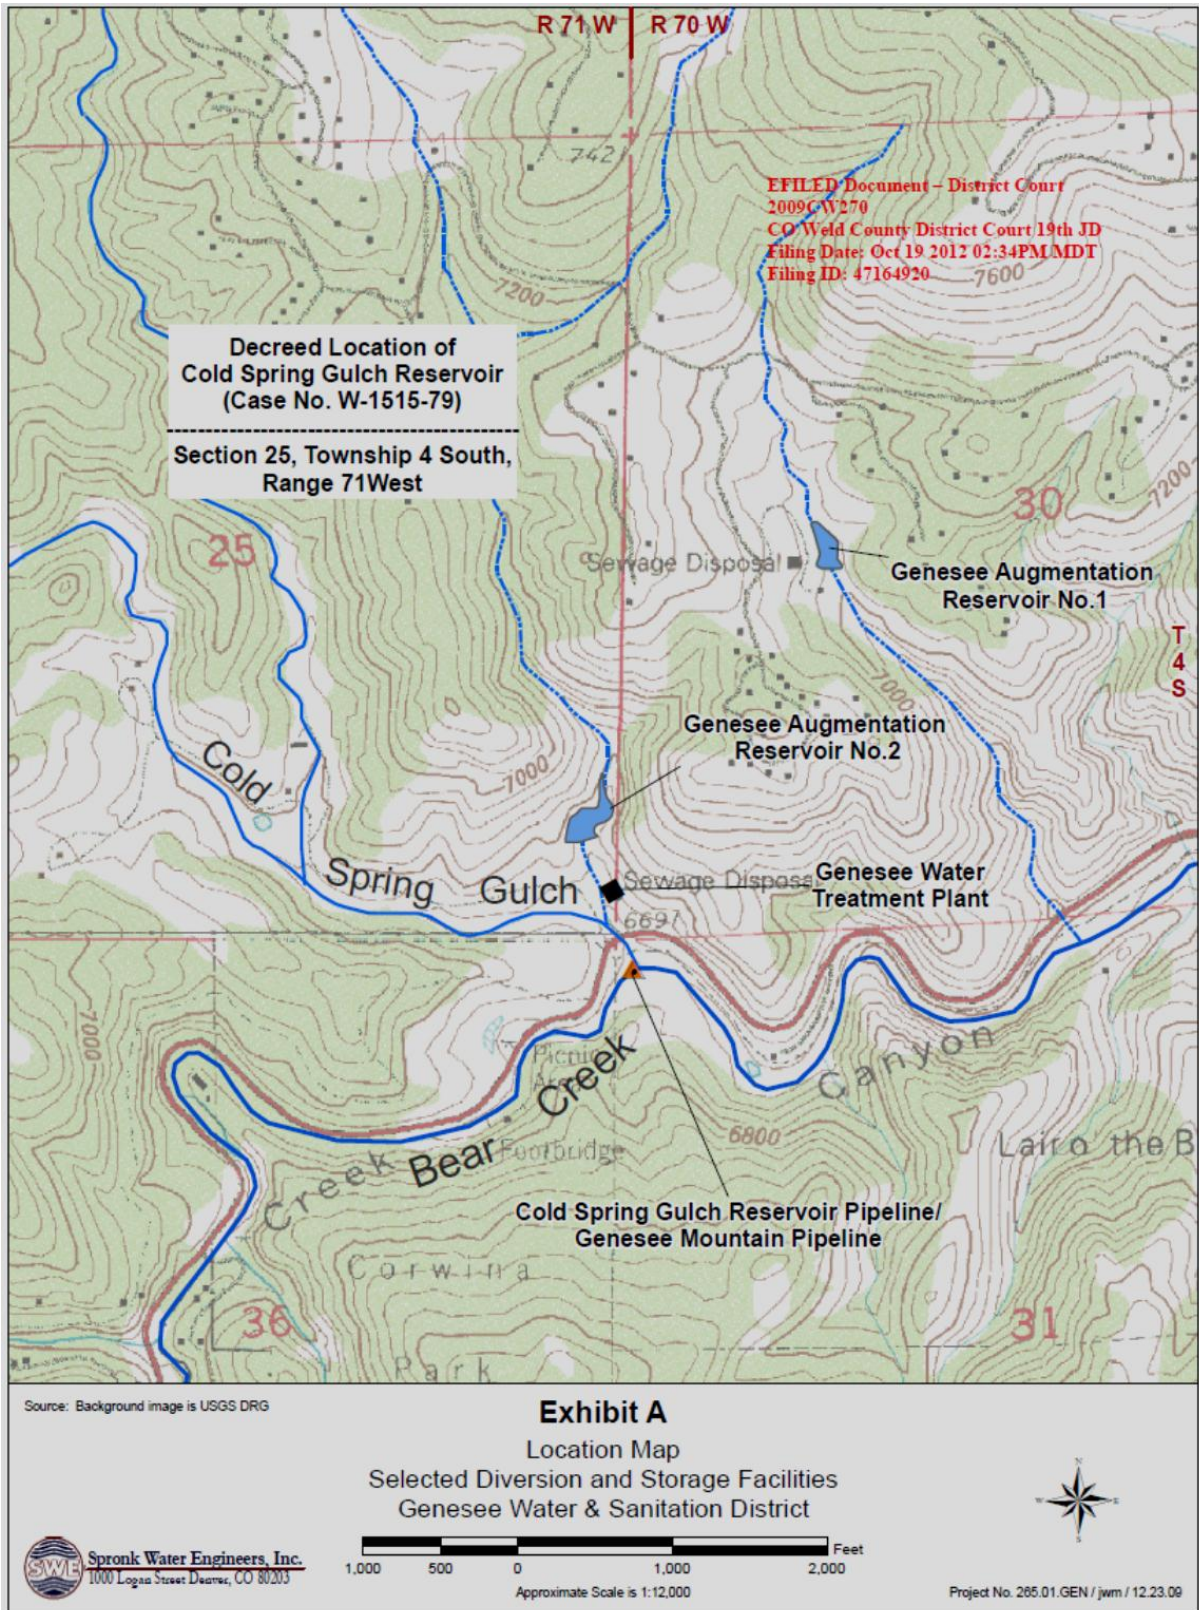 R 71 W
R 70 W
742
EFILED Document – District Court
2009CW270
CO Weld County District Court 19th JD
Filing Date: Oct 19 2012 02:34PM MDT
Filing ID: 47164920
7600
7200
Decreed Location of
Cold Spring Gulch Reservoir
(Case No. W-1515-79)
Section 25, Township 4 South,
Range 71West
7200
30
25
Sewage Disposal
Genesee Augmentation
Reservoir No.1
T
4
S
7000
Genesee Augmentation
Reservoir No.2
Cold
7000
Spring
Gulch
Sewage Disposal
Genesee Water
Treatment Plant
6697
7000
Picnic
Creek
Canyon
6800
Bear
Footbridge
Creek
Lair o the B
Cold Spring Gulch Reservoir Pipeline/
Genesee Mountain Pipeline
Corwina
36
31
Park
Source: Background image is USGS DRG
Exhibit A
Location Map
Selected Diversion and Storage Facilities
Genesee Water & Sanitation District
N
W
E
S
SWE
Spronk Water Engineers, Inc.
1000 Logan Street Denver, CO 80203
Feet
1,000 500 0 1,000 2,000
Approximate Scale is 1:12,000
Project No. 265.01.GEN / jwm / 12.23.09